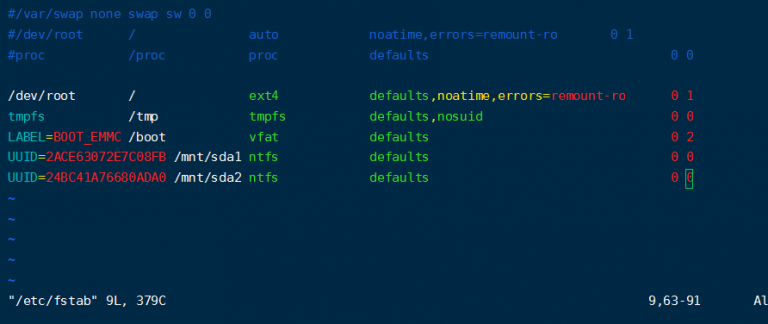 #/var/swap none swap sw 0 0
#/dev/root / auto noatime,errors=remount-ro 0 1
#proc /proc proc defaults 0 0
/dev/root / ext4 defaults,noatime,errors=remount-ro 0 1
tmpfs /tmp tmpfs defaults,nosuid 0 0
LABEL=BOOT_EMMC /boot vfat defaults 0 2
UUID=2ACE63072E7C08FB /mnt/sda1 ntfs defaults 0 0
UUID=24BC41A76680ADA0 /mnt/sda2 ntfs defaults 0 0
~
~
~
~
~
"/etc/fstab" 9L, 379C 9,63-91 Al